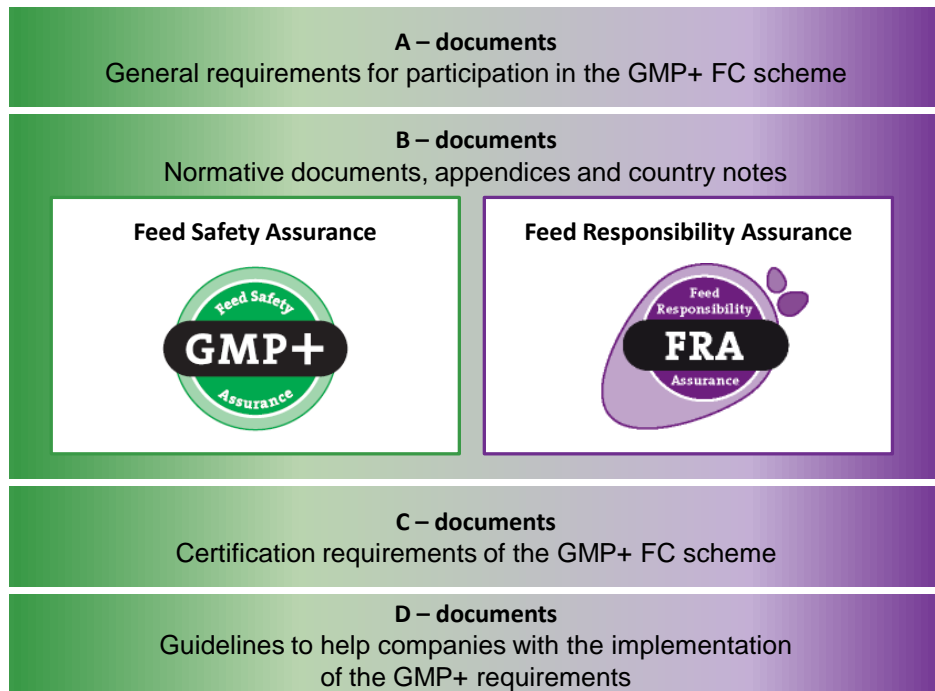 A – documents
General requirements for participation in the GMP+ FC scheme
B – documents
Normative documents, appendices and country notes
Feed Safety Assurance
Feed Safety
GMP+
Assurance
Feed Responsibility Assurance
Feed
Responsibility
FRA
Assurance
C – documents
Certification requirements of the GMP+ FC scheme
D – documents
Guidelines to help companies with the implementation
of the GMP+ requirements